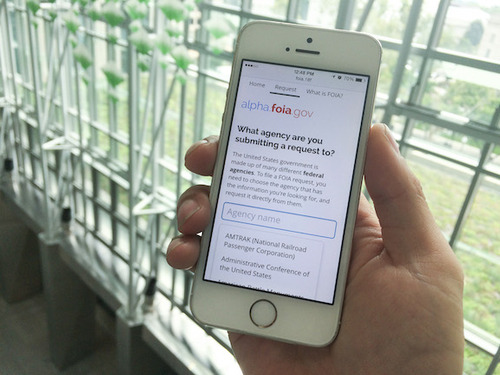 12:48 PM
Home Request What is FOIA?
alpha.foia.gov
What agency are you
submitting a request to?
The United States government is
made up of many different federal
agencies. To file a FOIA request, you
need to choose the agency that has
the information you're looking for, and
request it directly from them.
Agency name
AMTRAK (National Railroad
Passenger Corporation)
Administrative Conference of
the United States